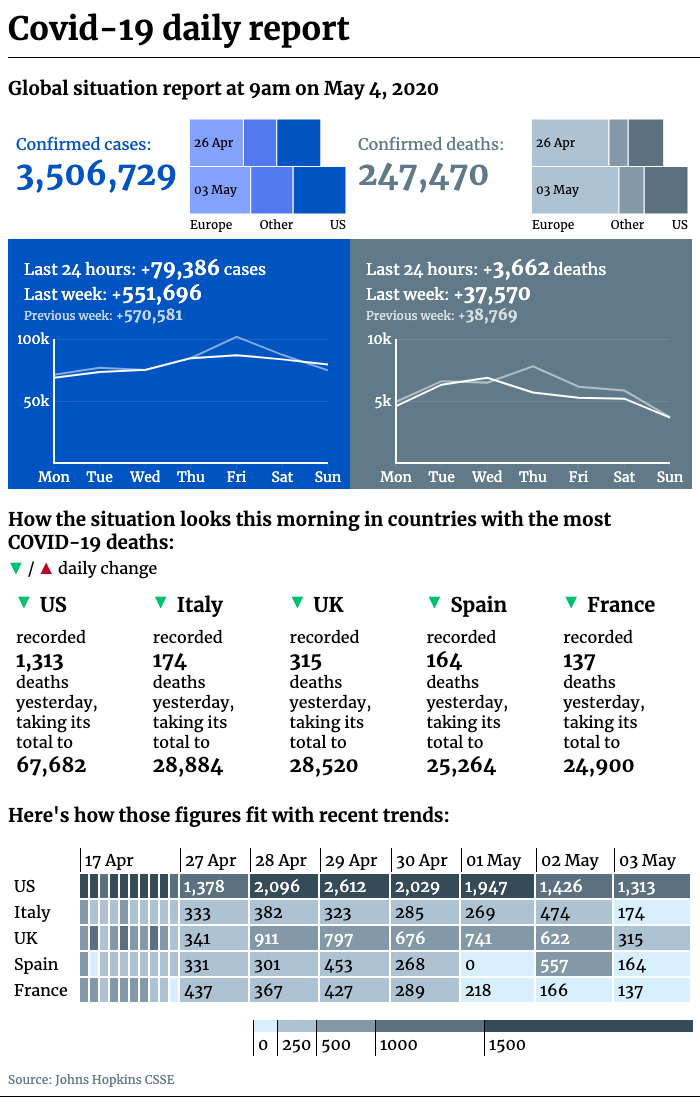 Covid-19 daily report
Global situation report at 9am on May 4, 2020
Confirmed cases:
3,506,729
26 Apr
03 May
Europe Other US
Confirmed deaths:
247,470
26 Apr
03 May
Europe Other US
Last 24 hours: +79,386 cases
Last week: +551,696
Previous week: +570,581
100k
50k
Mon Tue Wed Thu Fri Sat Sun
Last 24 hours: +3,662 deaths
Last week: +37,570
Previous week: +38,769
10k
5k
Mon Tue Wed Thu Fri Sat Sun
How the situation looks this morning in countries with the most
COVID-19 deaths:
▼ / ▲ daily change
▼ US
recorded
1,313
deaths
yesterday,
taking its
total to
67,682
▼ Italy
recorded
174
deaths
yesterday,
taking its
total to
28,884
▼ UK
recorded
315
deaths
yesterday,
taking its
total to
28,520
▼ Spain
recorded
164
deaths
yesterday,
taking its
total to
25,264
▼ France
recorded
137
deaths
yesterday,
taking its
total to
24,900
Here's how those figures fit with recent trends:
17 Apr 27 Apr 28 Apr 29 Apr 30 Apr 01 May 02 May 03 May
US 1,378 2,096 2,612 2,029 1,947 1,426 1,313
Italy 333 382 323 285 269 474 174
UK 341 911 797 676 741 622 315
Spain 331 301 453 268 0 557 164
France 437 367 427 289 218 166 137
0 250 500 1000 1500
Source: Johns Hopkins CSSE